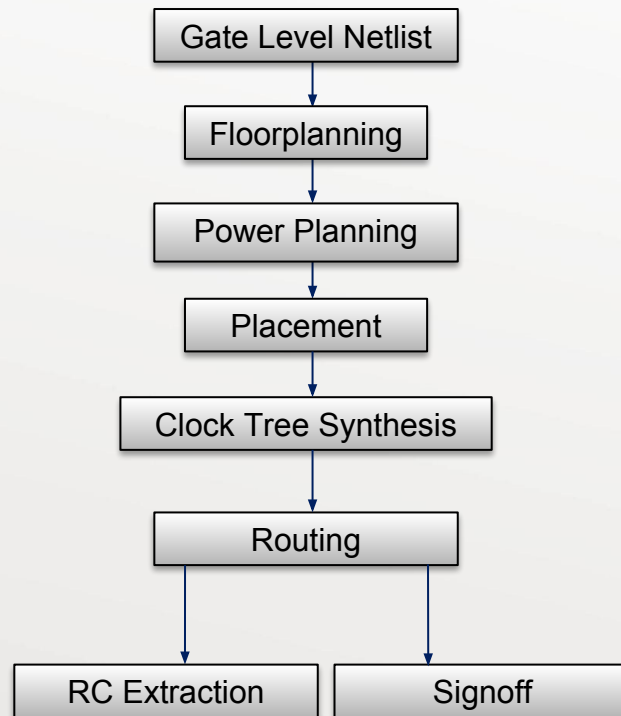 Gate Level Netlist
Floorplanning
Power Planning
Placement
Clock Tree Synthesis
Routing
RC Extraction
Signoff